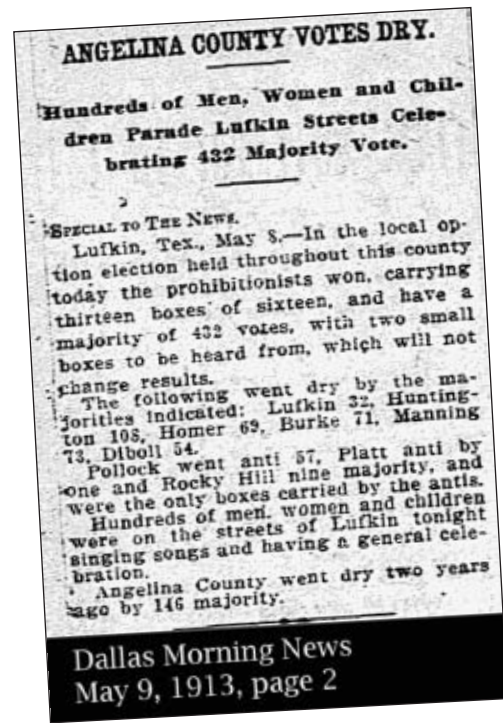 ANGELINA COUNTY VOTES DRY.
Hundreds of Men, Women and Chil-
dren Parade Lufkin Streets Cele-
brating 432 Majority Vote.
SPECIAL TO THE NEWS.
Lufkin, Tex., May 8.—In the local op-
tion election held throughout this county
today the prohibitionists won, carrying
thirteen boxes of sixteen, and have a
majority of 432 votes, with two small
boxes to be heard from, which will not
change results.
The following went dry by the ma-
jorities indicated: Lufkin 32, Hunting-
ton 108, Homer 69, Burke 71, Manning
73, Diboll 54.
Pollock went anti 57, Platt anti by
one and Rocky Hill nine majority, and
were the only boxes carried by the antis.
Hundreds of men, women and children
were on the streets of Lufkin tonight
singing songs and having a general cele-
bration.
Angelina County went dry two years
ago by 146 majority.
Dallas Morning News
May 9, 1913, page 2